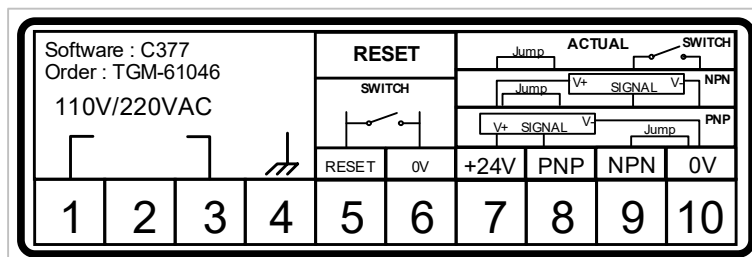 Software : C377
Order : TGM-61046
110V/220VAC
RESET
SWITCH
RESET 0V
Jump ACTUAL SWITCH
Jump V+ SIGNAL V- NPN
V+ SIGNAL V- Jump PNP
+24V PNP NPN 0V
1 2 3 4 5 6 7 8 9 10